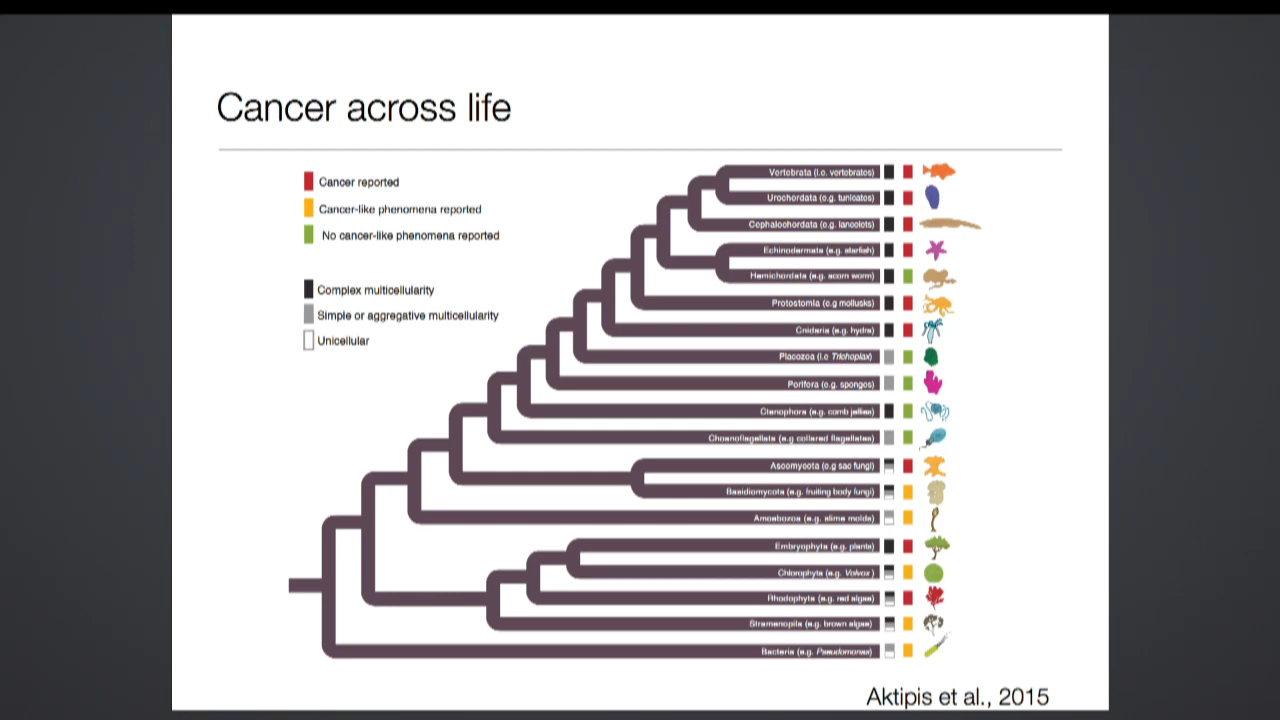 Cancer across life
Cancer reported
Cancer-like phenomena reported
No cancer-like phenomena reported
Complex multicellularity
Simple or aggregative multicellularity
Unicellular
Vertebrata (i.e. vertebrates)
Urochordata (e.g. tunicates)
Cephalochordata (e.g. lancelets)
Echinodermata (e.g. starfish)
Hemichordata (e.g. acorn worm)
Protostomia (e.g mollusks)
Cnidaria (e.g. hydra)
Placozoa (i.e Trichoplax)
Porifera (e.g. sponges)
Ctenophora (e.g. comb jellies)
Choanoflagellata (e.g collared flagellates)
Ascomycota (e.g sac fungi)
Basidiomycota (e.g. fruiting body fungi)
Amoebozoa (e.g. slime molds)
Embryophyta (e.g. plants)
Chlorophyta (e.g. Volvox )
Rhodophyta (e.g. red algae)
Stramenopila (e.g. brown algae)
Bacteria (e.g. Pseudomonas)
Aktipis et al., 2015